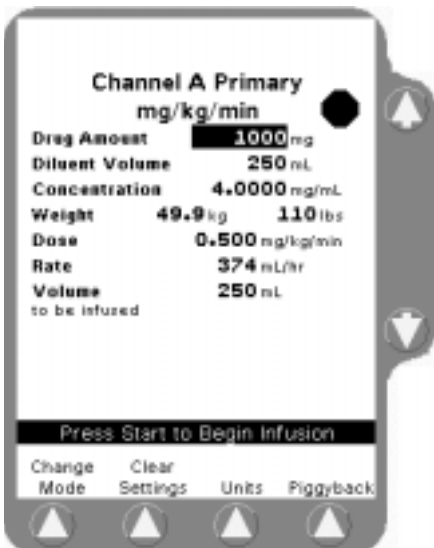 Channel A Primary
mg/kg/min
Drug Amount 1000 mg
Diluent Volume 250 mL
Concentration 4.0000 mg/mL
Weight 49.9 kg 110 lbs
Dose 0.500 mg/kg/min
Rate 374 mL/hr
Volume 250 mL
to be infused
Press Start to Begin Infusion
Change Clear
Mode Settings Units Piggyback